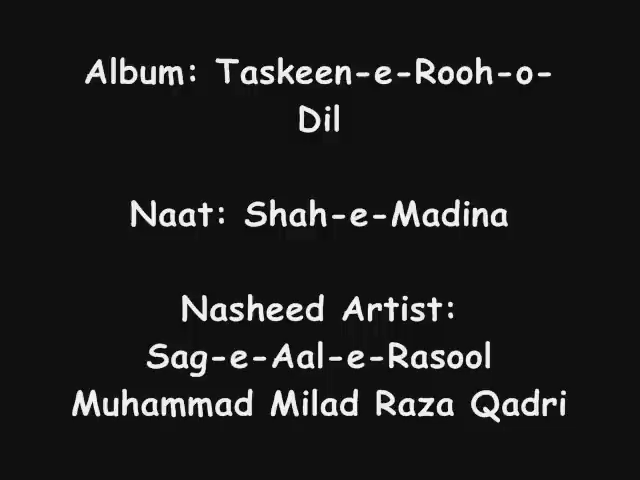 Album: Taskeen-e-Rooh-o-
Dil
Naat: Shah-e-Madina
Nasheed Artist:
Sag-e-Aal-e-Rasool
Muhammad Milad Raza Qadri